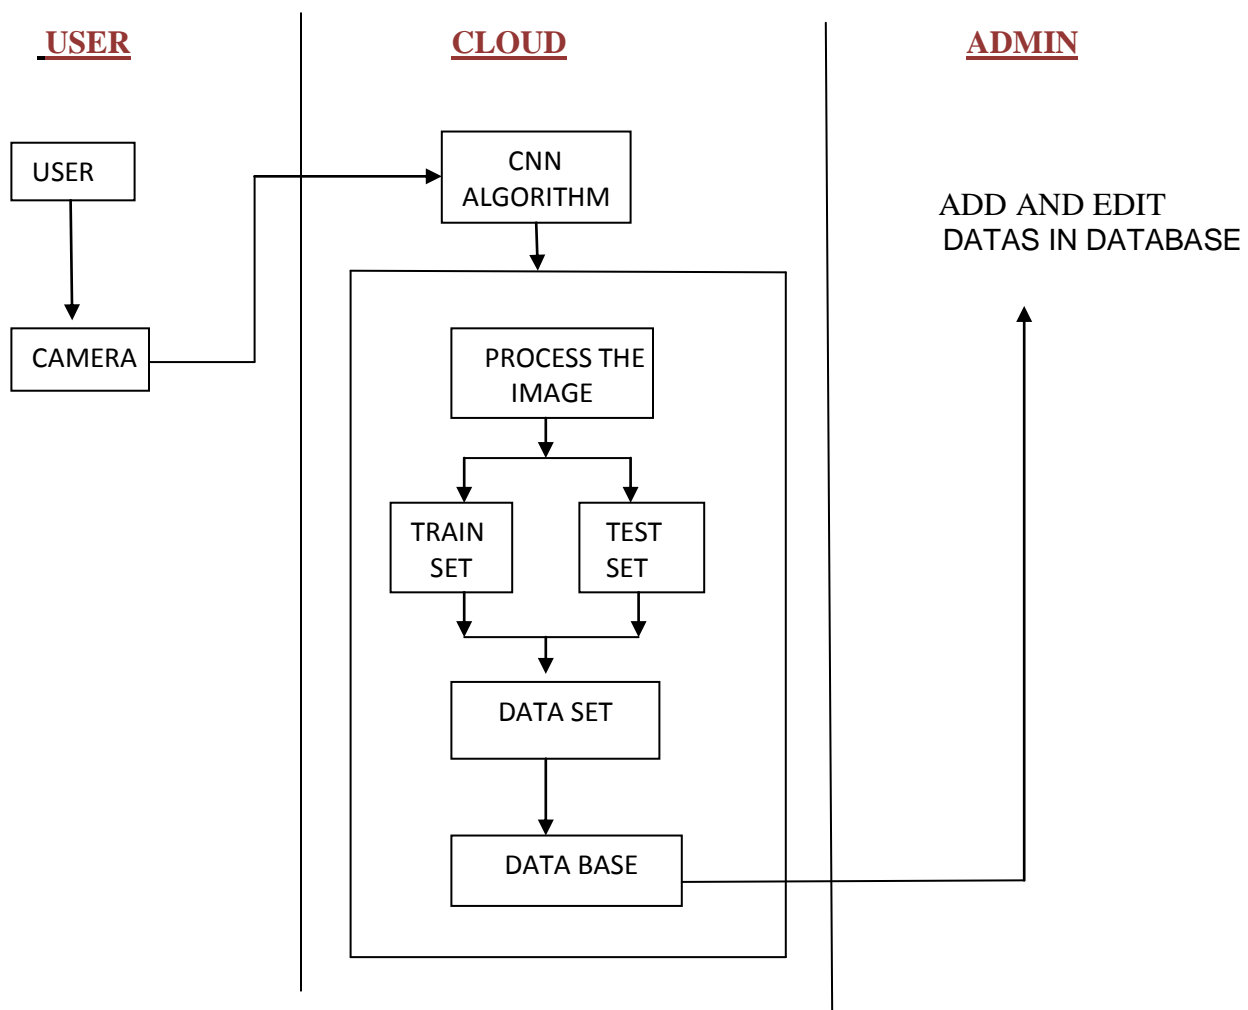 USER
CLOUD
ADMIN
USER
CAMERA
CNN
ALGORITHM
PROCESS THE
IMAGE
TRAIN
SET
TEST
SET
DATA SET
DATA BASE
ADD AND EDIT
DATAS IN DATABASE